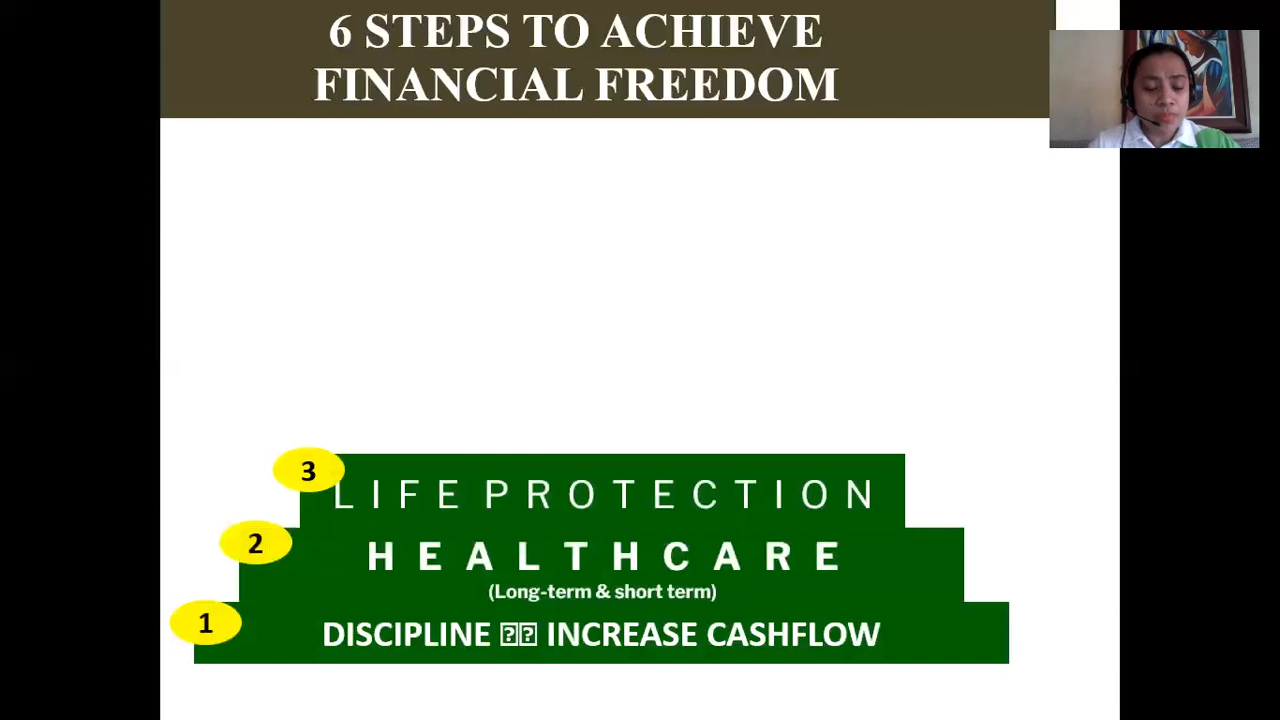 6 STEPS TO ACHIEVE
FINANCIAL FREEDOM
3
LIFE PROTECTION
2
HEALTHCARE
(Long-term & short term)
1
DISCIPLINE 🯄🯄 INCREASE CASHFLOW